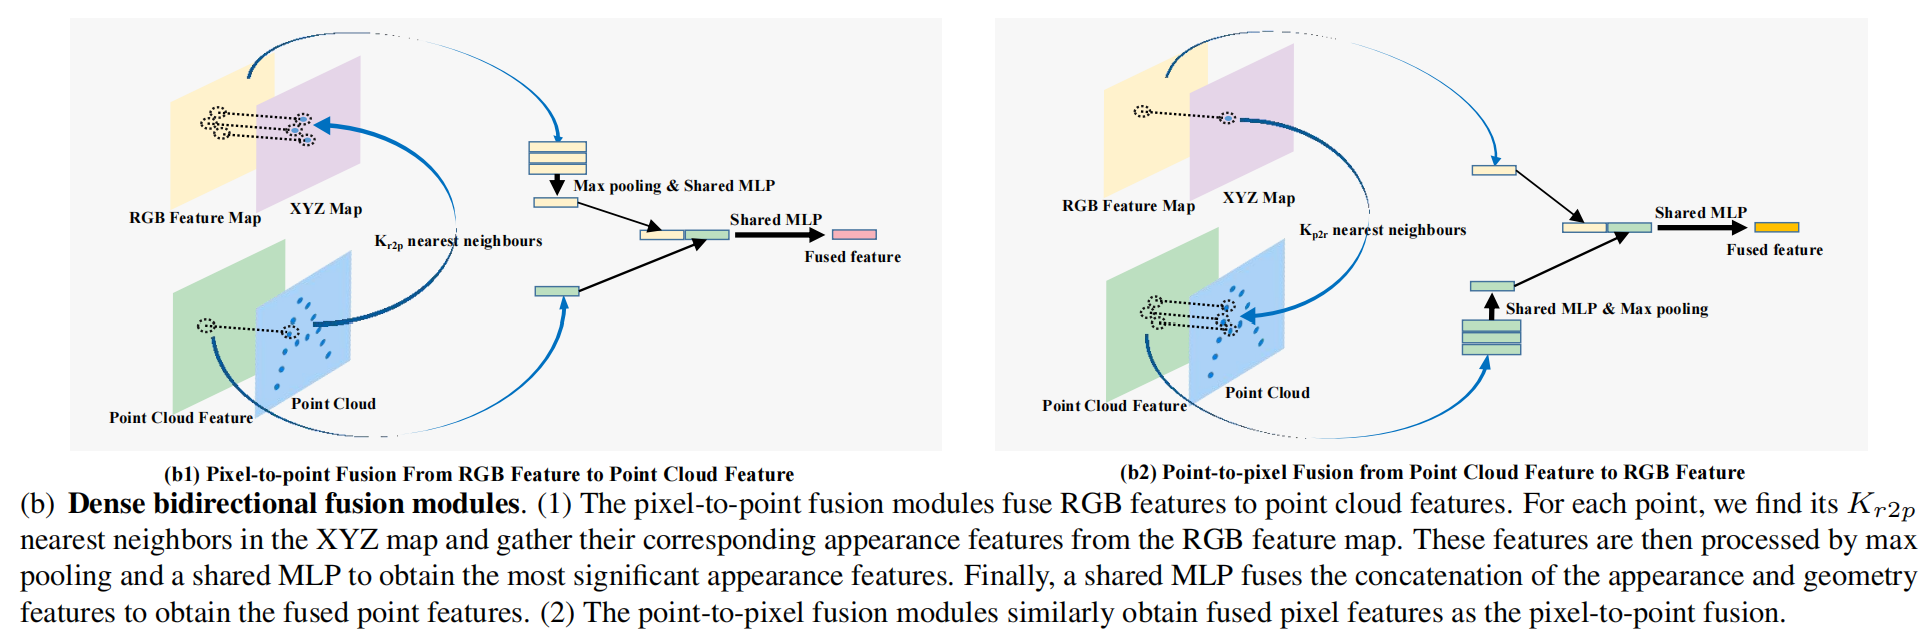 RGB Feature Map
XYZ Map
Max pooling & Shared MLP
Shared MLP
K_{r2p} nearest neighbours
Fused feature
Point Cloud
Point Cloud Feature
(b1) Pixel-to-point Fusion From RGB Feature to Point Cloud Feature
RGB Feature Map
XYZ Map
Shared MLP
K_{p2r} nearest neighbours
Fused feature
Shared MLP & Max pooling
Point Cloud
Point Cloud Feature
(b2) Point-to-pixel Fusion from Point Cloud Feature to RGB Feature
(b) Dense bidirectional fusion modules. (1) The pixel-to-point fusion modules fuse RGB features to point cloud features. For each point, we find its K_{r2p}
nearest neighbors in the XYZ map and gather their corresponding appearance features from the RGB feature map. These features are then processed by max
pooling and a shared MLP to obtain the most significant appearance features. Finally, a shared MLP fuses the concatenation of the appearance and geometry
features to obtain the fused point features. (2) The point-to-pixel fusion modules similarly obtain fused pixel features as the pixel-to-point fusion.